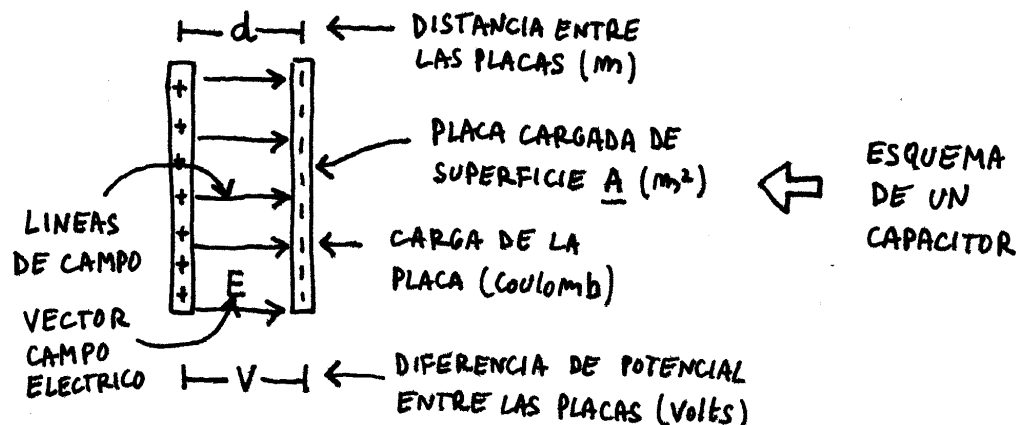 d
DISTANCIA ENTRE
LAS PLACAS (m)
PLACA CARGADA DE
SUPERFICIE A (m²)
ESQUEMA
DE UN
CAPACITOR
LINEAS
DE CAMPO
CARGA DE LA
PLACA (Coulomb)
E
VECTOR
CAMPO
ELECTRICO
V
DIFERENCIA DE POTENCIAL
ENTRE LAS PLACAS (Volts)